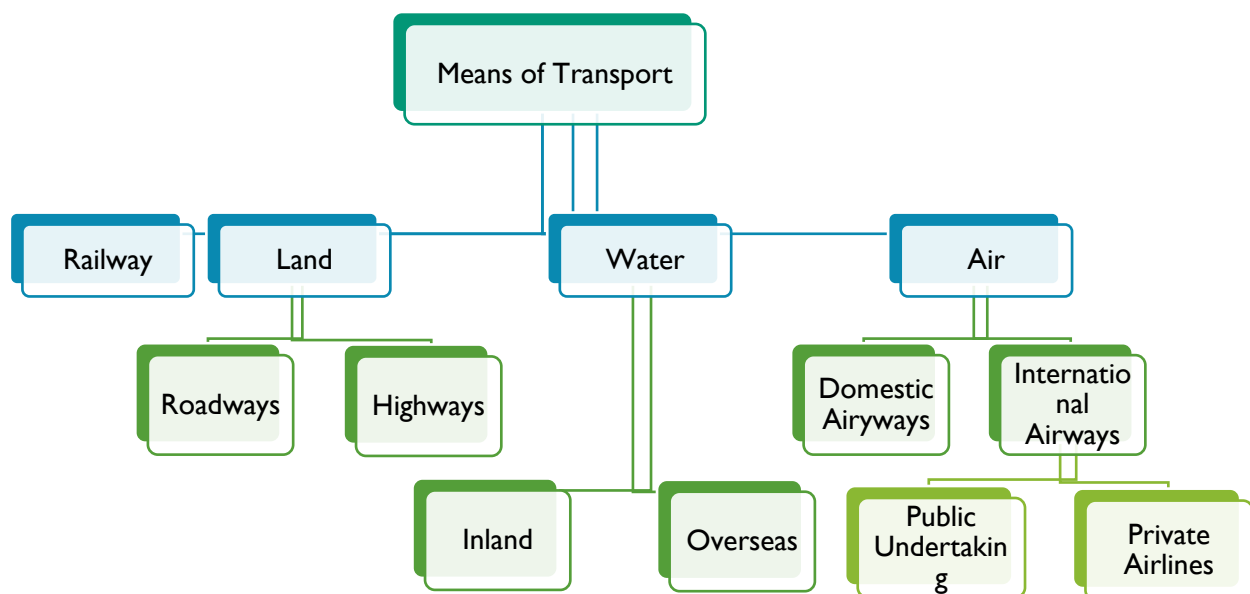 Means of Transport
Railway
Land
Water
Air
Roadways
Highways
Domestic
Airyways
Internatio
nal
Airways
Inland
Overseas
Public
Undertakin
g
Private
Airlines